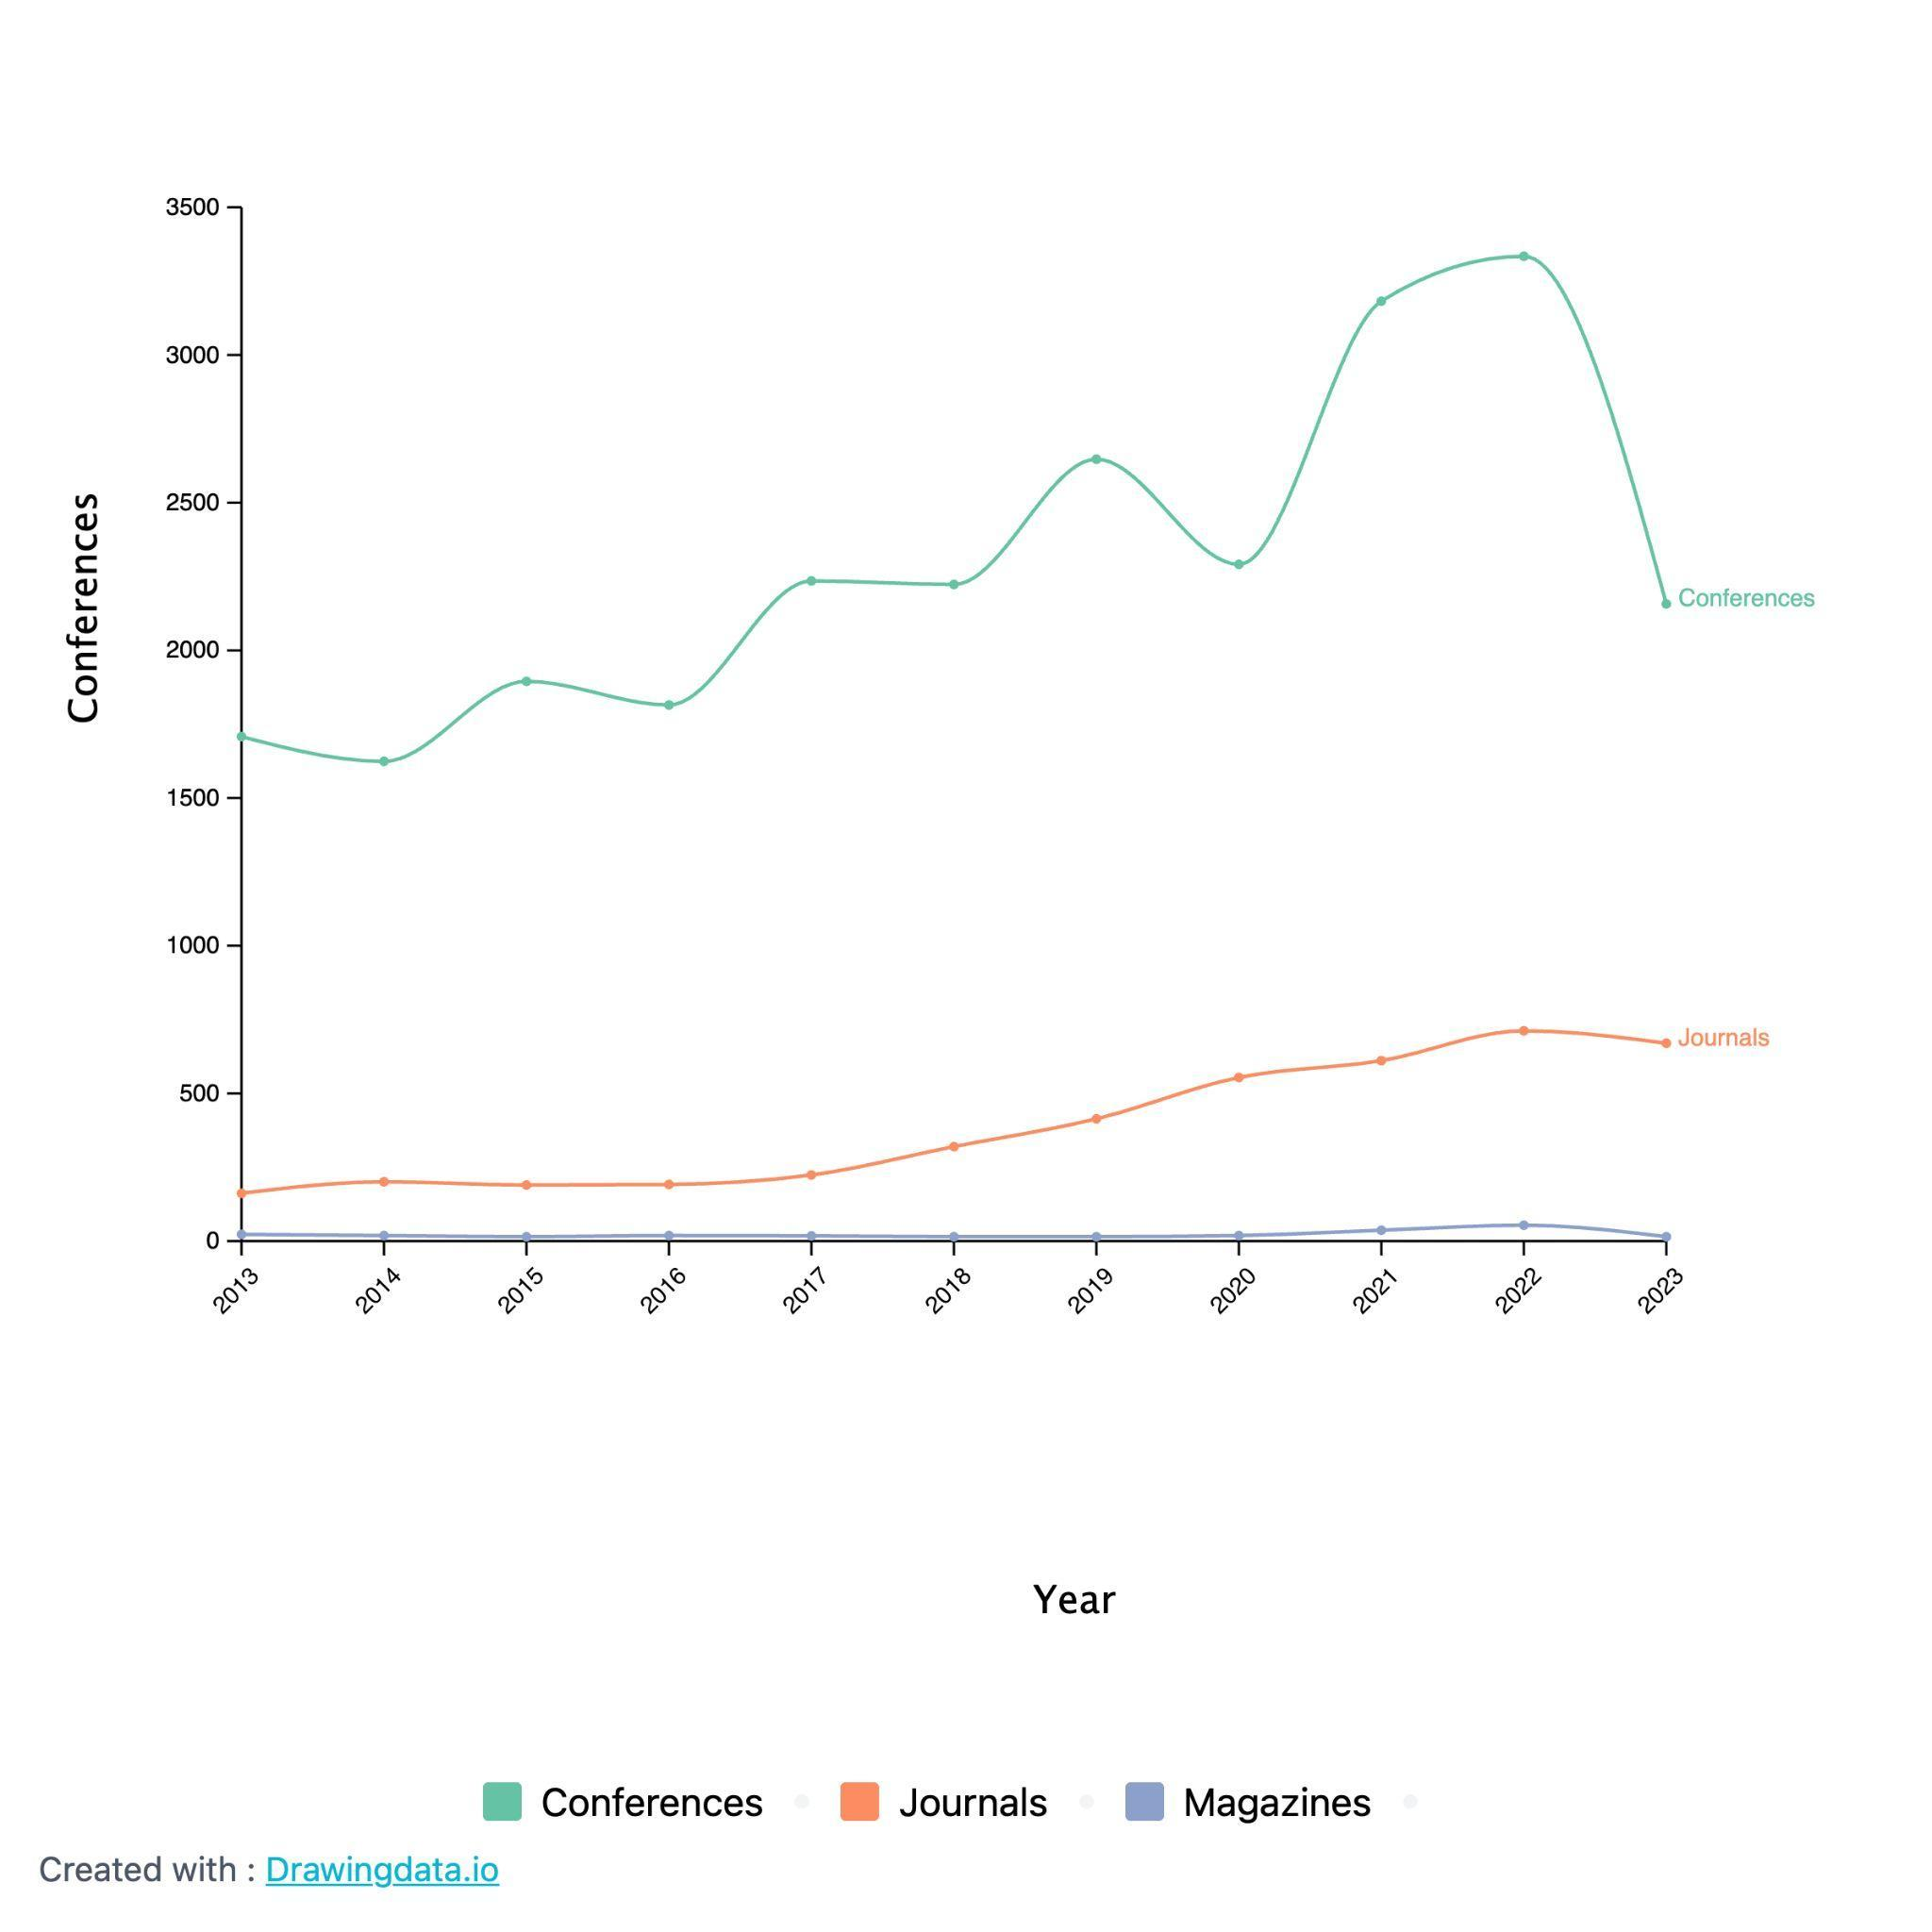 3500
3000
2500
2000
1500
1000
500
0
Conferences
Conferences
Journals
2013 2014 2015 2016 2017 2018 2019 2020 2021 2022 2023
Year
Conferences Journals Magazines
Created with : Drawingdata.io